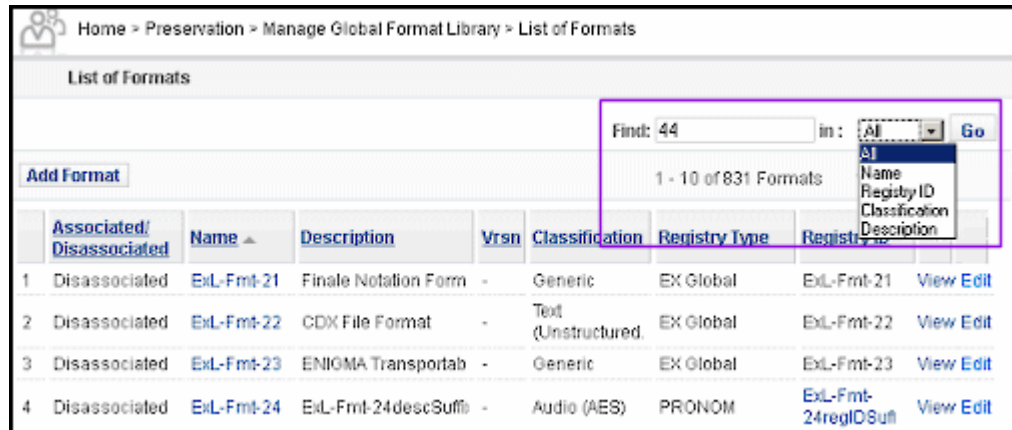 Home > Preservation > Manage Global Format Library > List of Formats
List of Formats
Find: 44 in: All Go
All
Name
Registry ID
Classification
Description
Add Format 1 - 10 of 831 Formats
Associated/ Disassociated Name Description Vrsn Classification Registry Type Registry ID
1 Disassociated ExL-Fmt-21 Finale Notation Form - Generic EX Global ExL-Fmt-21 View Edit
2 Disassociated ExL-Fmt-22 CDX File Format - Text (Unstructured. EX Global ExL-Fmt-22 View Edit
3 Disassociated ExL-Fmt-23 ENIGMA Transportab - Generic EX Global ExL-Fmt-23 View Edit
4 Disassociated ExL-Fmt-24 ExL-Fmt-24descSuffi - Audio (AES) PRONOM ExL-Fmt-24regIDSuff View Edit